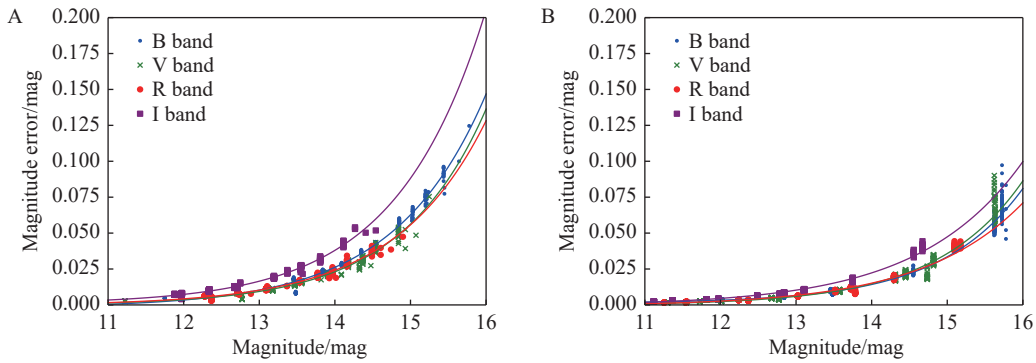 A
0.200
0.175
0.150
0.125
0.100
0.075
0.050
0.025
0.000
Magnitude error/mag
B band
V band
R band
I band
11 12 13 14 15 16
Magnitude/mag
B
0.200
0.175
0.150
0.125
0.100
0.075
0.050
0.025
0.000
Magnitude error/mag
B band
V band
R band
I band
11 12 13 14 15 16
Magnitude/mag